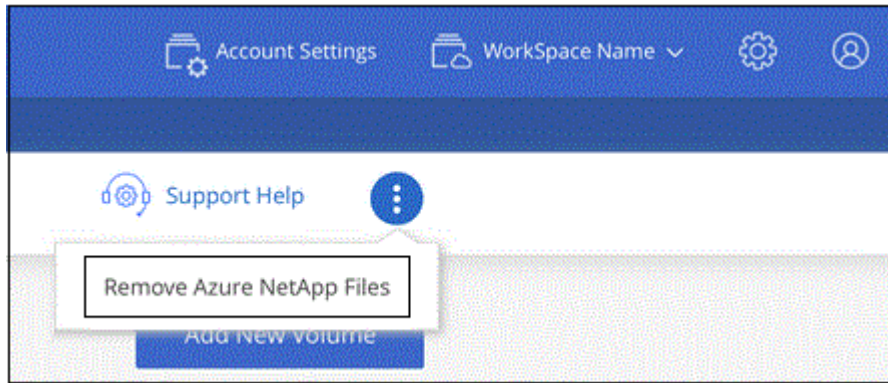 Account Settings WorkSpace Name
Support Help
Remove Azure NetApp Files
Add New Volume